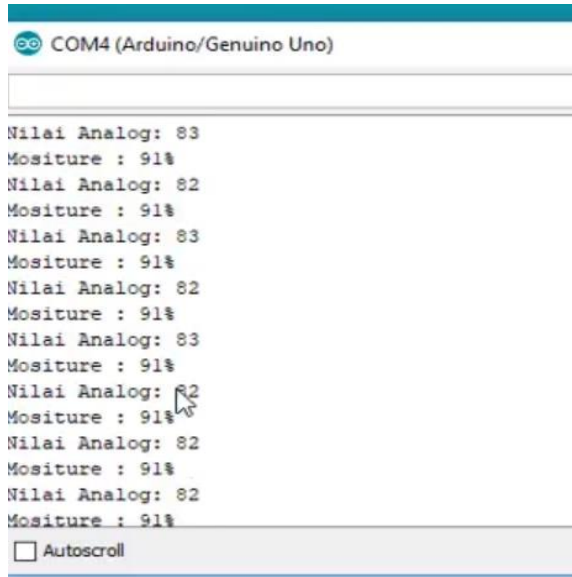 COM4 (Arduino/Genuino Uno)
Nilai Analog: 83
Mositure : 91%
Nilai Analog: 82
Mositure : 91%
Nilai Analog: 83
Mositure : 91%
Nilai Analog: 82
Mositure : 91%
Nilai Analog: 83
Mositure : 91%
Nilai Analog: 82
Mositure : 91%
Nilai Analog: 82
Mositure : 91%
Nilai Analog: 82
Mositure : 91%
Autoscroll